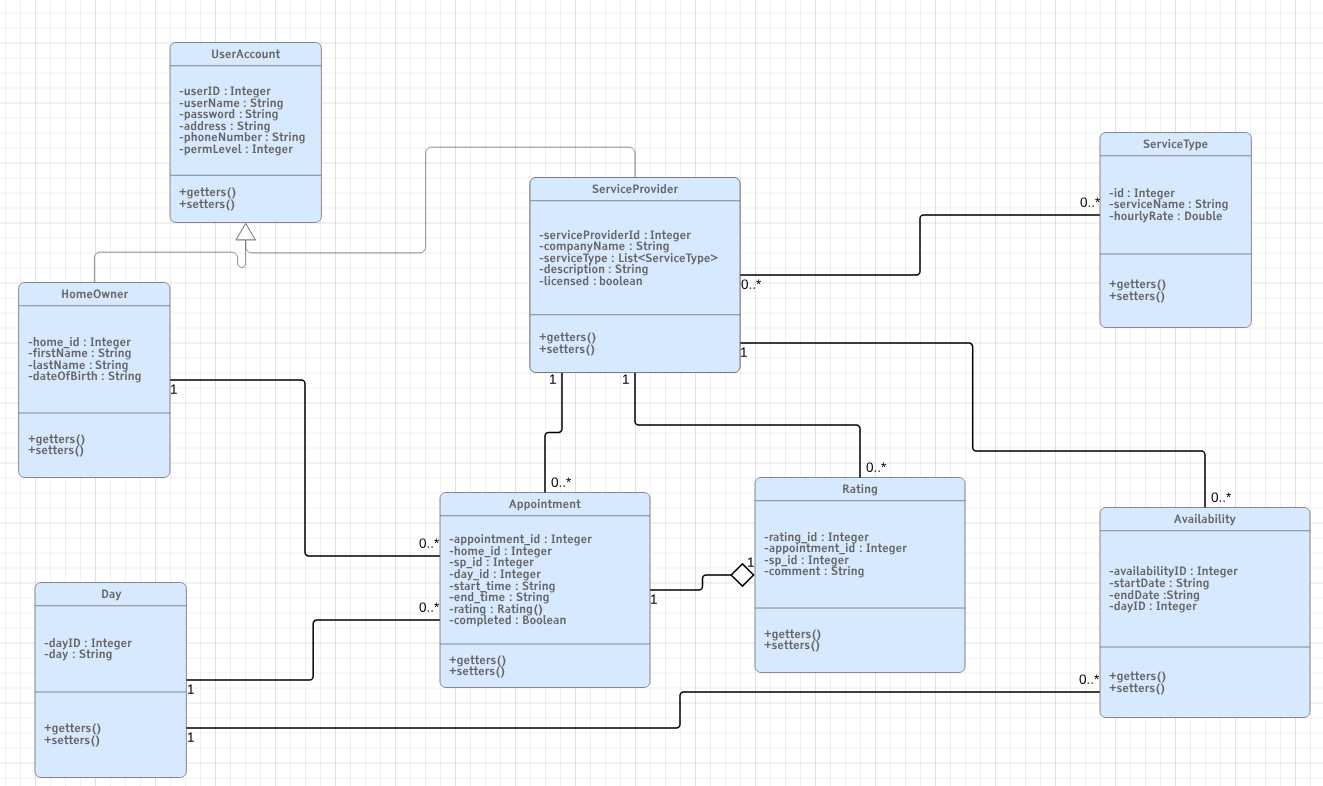 UserAccount
-userID : Integer
-userName : String
-password : String
-address : String
-phoneNumber : String
-permLevel : Integer
+getters()
+setters()
ServiceProvider
-serviceProviderId : Integer
-companyName : String
-serviceType : List<ServiceType>
-description : String
-licensed : boolean
+getters()
+setters()
ServiceType
-id : Integer
-serviceName : String
-hourlyRate : Double
+getters()
+setters()
0..*
0..*
1
1
1
HomeOwner
-home_id : Integer
-firstName : String
-lastName : String
-dateOfBirth : String
+getters()
+setters()
1
0..*
0..*
0..*
Appointment
-appointment_id : Integer
-home_id : Integer
-sp_id : Integer
-day_id : Integer
-start_time : String
-end_time : String
-rating : Rating()
-completed : Boolean
+getters()
+setters()
0..*
0..*
1
1
Rating
-rating_id : Integer
-appointment_id : Integer
-sp_id : Integer
-comment : String
+getters()
+setters()
Availability
-availabilityID : Integer
-startDate : String
-endDate :String
-dayID : Integer
+getters()
+setters()
0..*
Day
-dayID : Integer
-day : String
+getters()
+setters()
1
1